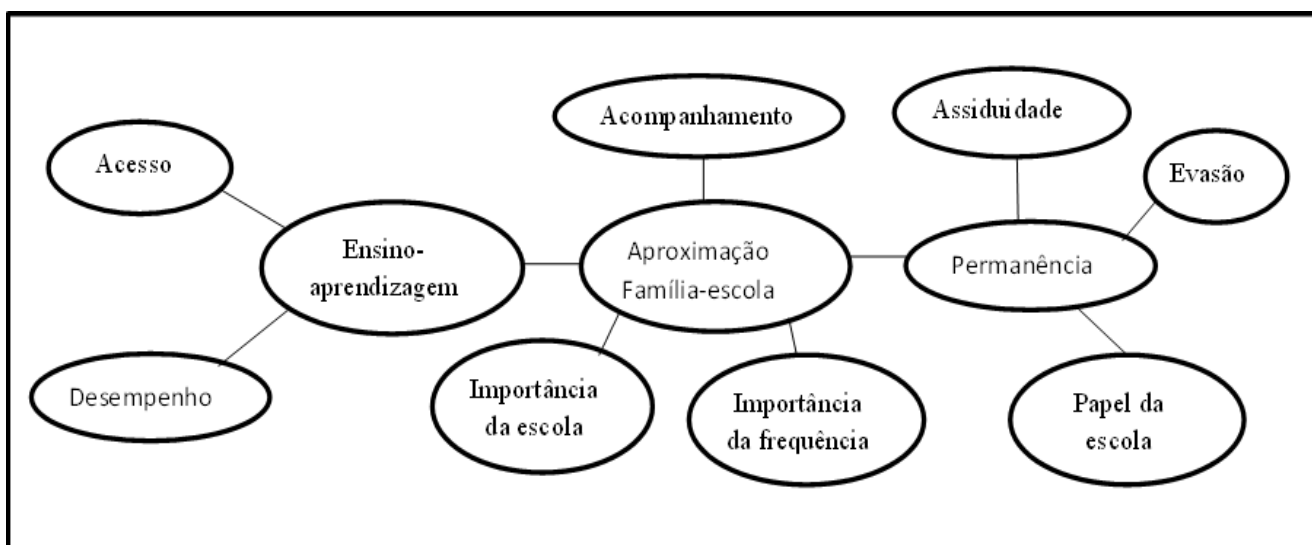 Acompanhamento
Assiduidade
Acesso
Evasão
Ensino-
aprendizagem
Aproximação
Família-escola
Permanência
Desempenho
Importância
da escola
Importância
da frequência
Papel da
escola